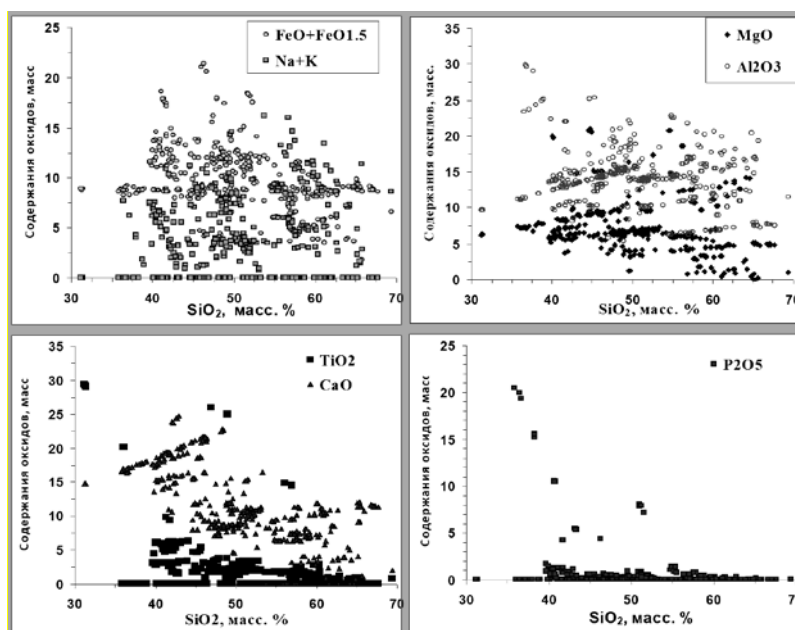 FeO+FeO1.5
Na+K
25
20
15
10
5
0
30 40 50 60 70
Содержания оксидов, масс
SiO2, масс. %
MgO
Al2O3
35
30
25
20
15
10
5
0
30 40 50 60 70
Содержания оксидов, масс.
SiO2, масс. %
TiO2
CaO
35
30
25
20
15
10
5
0
30 40 50 60 70
Содержания оксидов, масс
SiO2, масс. %
P2O5
25
20
15
10
5
0
30 40 50 60 70
Содержания оксидов, масс
SiO2, масс. %